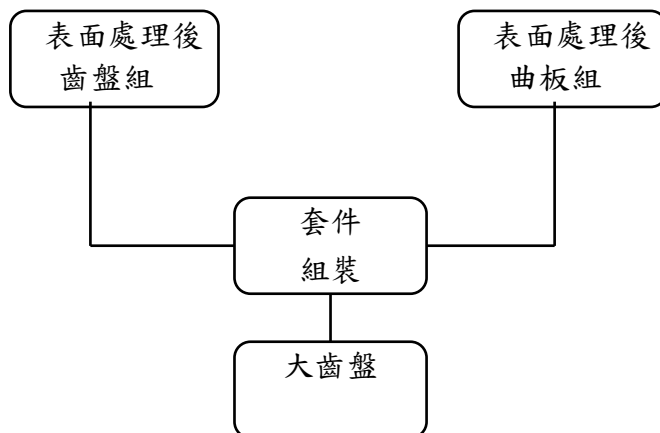 表面處理後
齒盤組
表面處理後
曲板組
套件
組裝
大齒盤